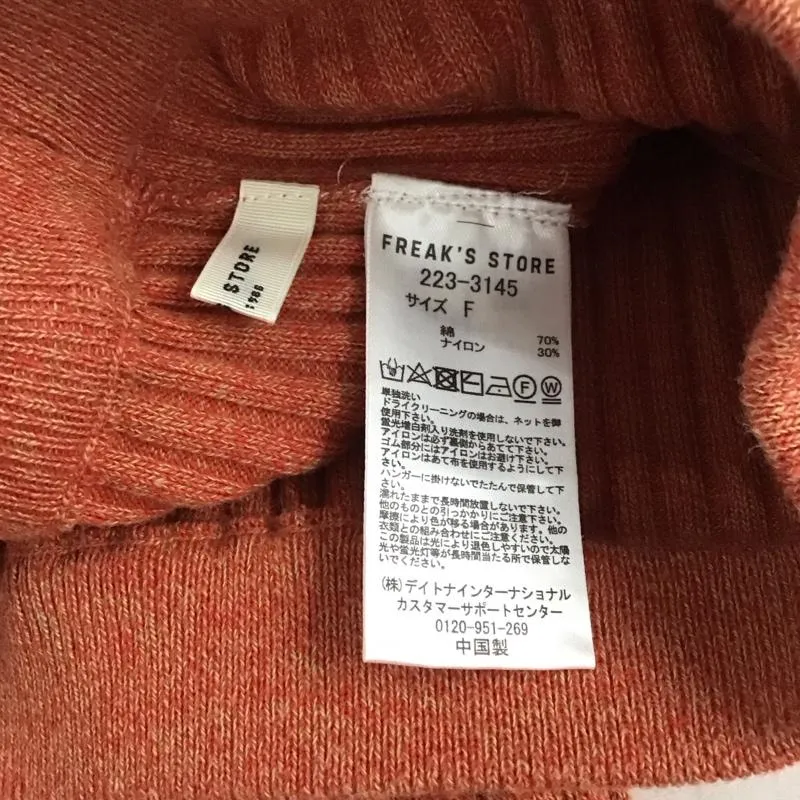 STORE
1986
FREAK'S STORE
223-3145
サイズ F
綿 70%
ナイロン 30%
F W
単独洗い
ドライクリーニングの場合は、ネットを御
使用下さい。
蛍光増白剤入り洗剤を使用しないで下さい。
アイロンは必ず裏側からあてて下さい。
ゴム部分にはアイロンはお避け下さい。
アイロンはあて布を使用するようにして下
さい。
ハンガーに掛けないでたたんで保管して下
さい。
濡れたままで長時間放置しないで下さい。
他のものとの引っかかりにご注意下さい。
摩擦により色が移る場合があります。他の
衣類との組み合わせにご注意下さい。
この製品は光により退色しやすいので太陽
光や蛍光灯等が長時間当たる所で保管しな
いでください。
(株)デイトナインターナショナル
カスタマーサポートセンター
0120-951-269
中国製